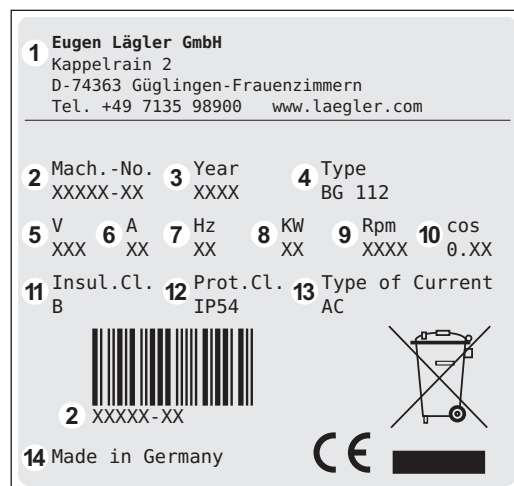 1 Eugen Lägler GmbH
Kappelrain 2
D-74363 Güglingen-Frauenzimmern
Tel. +49 7135 98900 www.laegler.com
2 Mach.-No. 3 Year 4 Type
XXXXX-XX XXXX BG 112
5 V 6 A 7 Hz 8 KW 9 Rpm 10 cos
XXX XX XX XX XXXX 0.XX
11 Insul.Cl. 12 Prot.Cl. 13 Type of Current
B IP54 AC
2 XXXXX-XX
14 Made in Germany CE